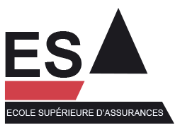 ES
ECOLE SUPÉRIEURE D'ASSURANCES